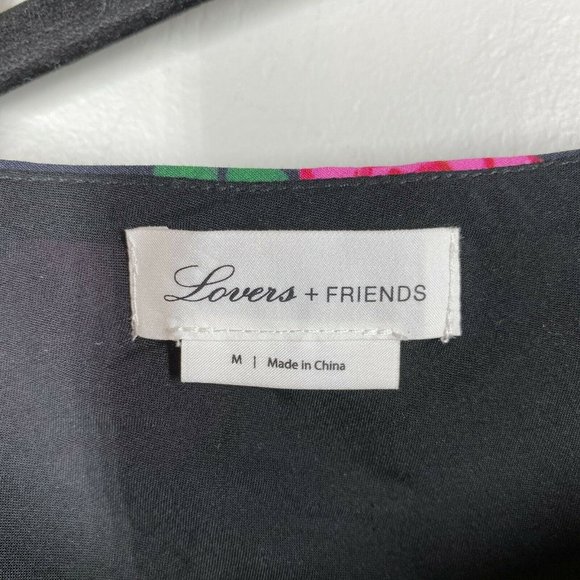 Lovers + FRIENDS
M | Made in China